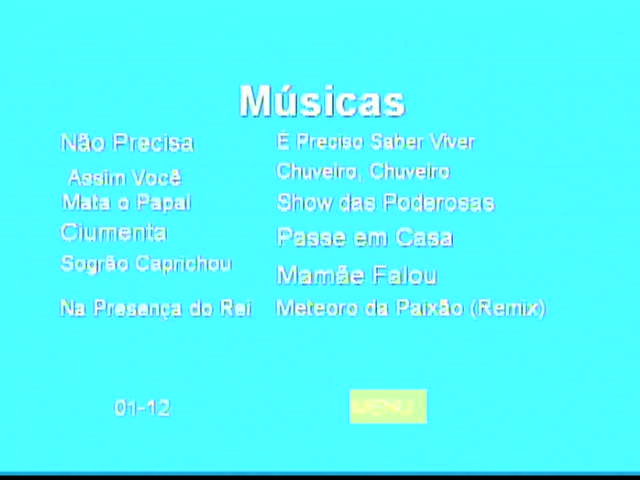 Músicas
Não Precisa
Assim Você
Mata o Papai
Ciumenta
Sogrão Caprichou
Na Presença do Rei
É Preciso Saber Viver
Chuveiro, Chuveiro
Show das Poderosas
Passe em Casa
Mamãe Falou
Meteoro da Paixão (Remix)
01-12
MENU